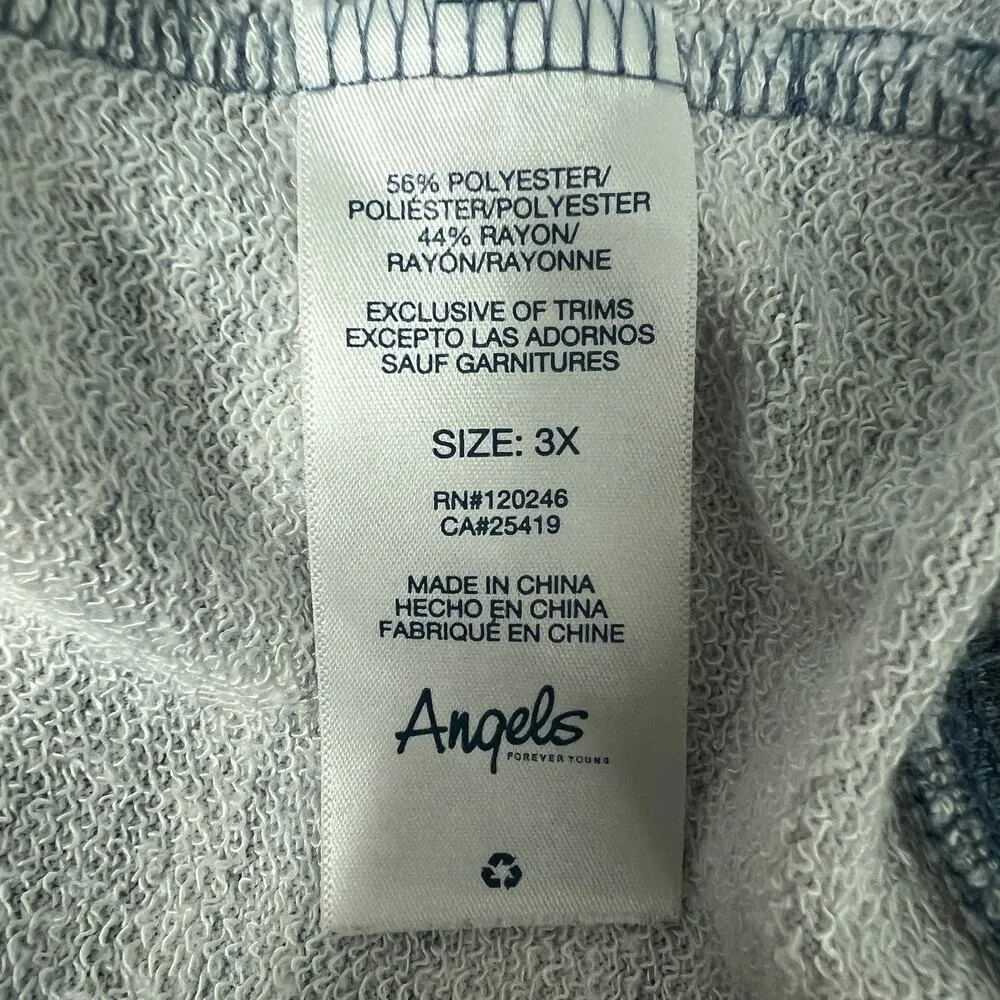 56% POLYESTER/
POLIÉSTER/POLYESTER
44% RAYON/
RAYÓN/RAYONNE
EXCLUSIVE OF TRIMS
EXCEPTO LAS ADORNOS
SAUF GARNITURES
SIZE: 3X
RN#120246
CA#25419
MADE IN CHINA
HECHO EN CHINA
FABRIQUÉ EN CHINE
Angels
FOREVER YOUNG